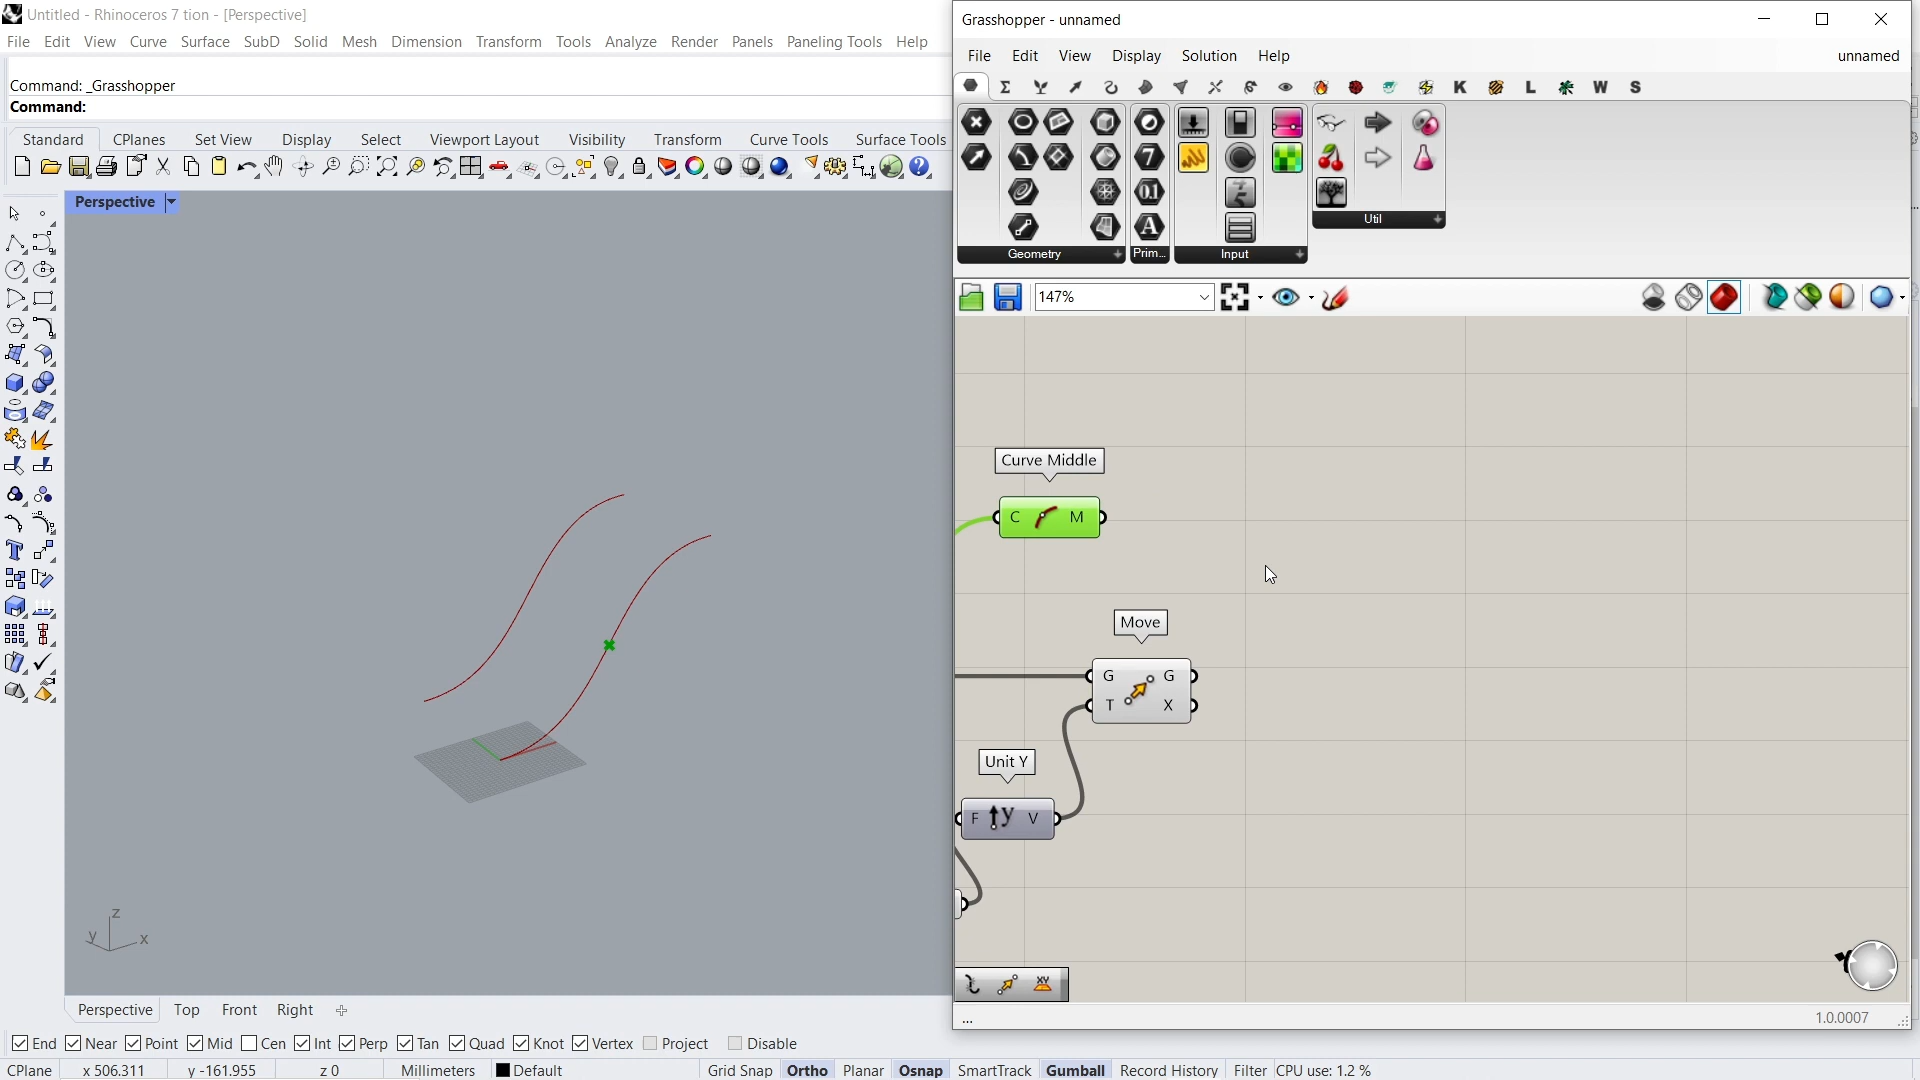 Untitled - Rhinoceros 7 tion - [Perspective]
File Edit View Curve Surface SubD Solid Mesh Dimension Transform Tools Analyze Render Panels Paneling Tools Help
Command: _Grasshopper
Command:
Standard CPlanes Set View Display Select Viewport Layout Visibility Transform Curve Tools Surface Tools
Perspective
z
y x
Perspective Top Front Right
End Near Point Mid Cen Int Perp Tan Quad Knot Vertex Project Disable
CPlane x 506.311 y -161.955 z 0 Millimeters Default Grid Snap Ortho Planar Osnap SmartTrack Gumball Record History Filter CPU use: 1.2 %
Grasshopper - unnamed
File Edit View Display Solution Help unnamed
K L W S
Geometry Prim... Input Util
147%
Curve Middle
C M
Move
G G
T X
Unit Y
F y V
XY
...
1.0.0007